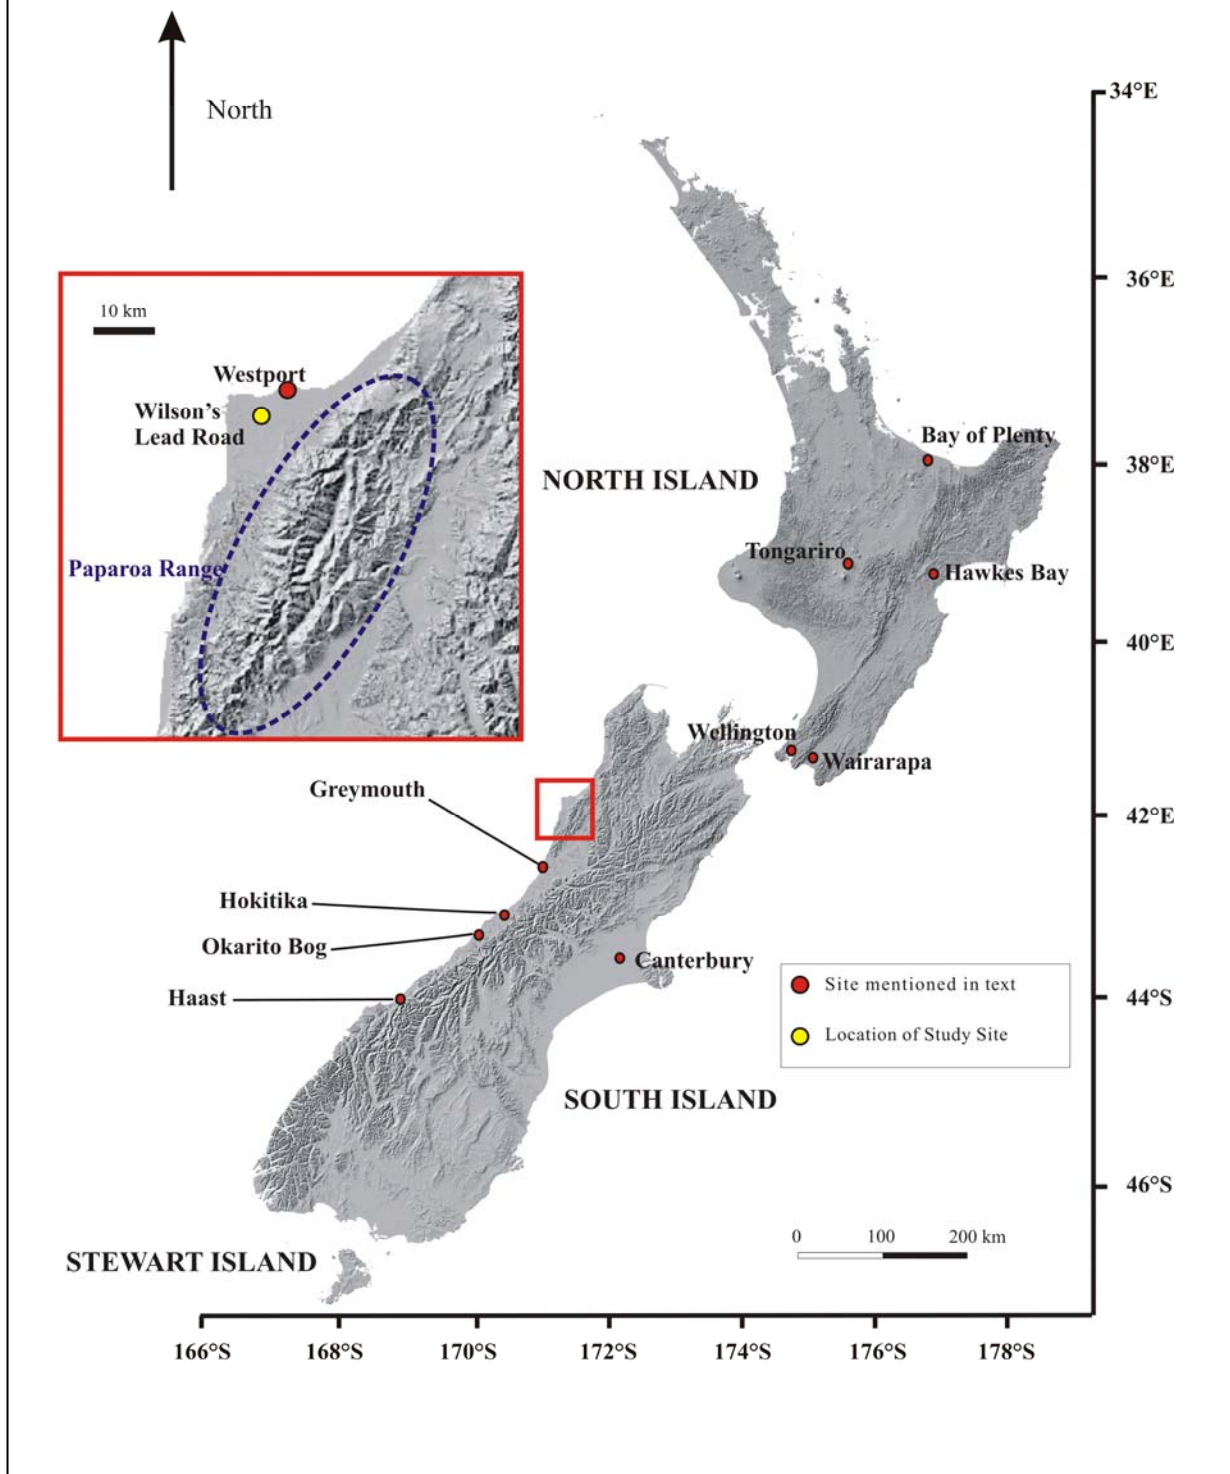 North
34°E
36°E
10 km
Westport
Wilson's
Lead Road
Bay of Plenty
38°E
NORTH ISLAND
Tongariro
Paparoa Range
Hawkes Bay
40°E
Wellington
Wairarapa
Greymouth
42°E
Hokitika
Okarito Bog
Canterbury
Site mentioned in text
Haast
44°S
Location of Study Site
SOUTH ISLAND
46°S
0 100 200 km
STEWART ISLAND
166°S 168°S 170°S 172°S 174°S 176°S 178°S